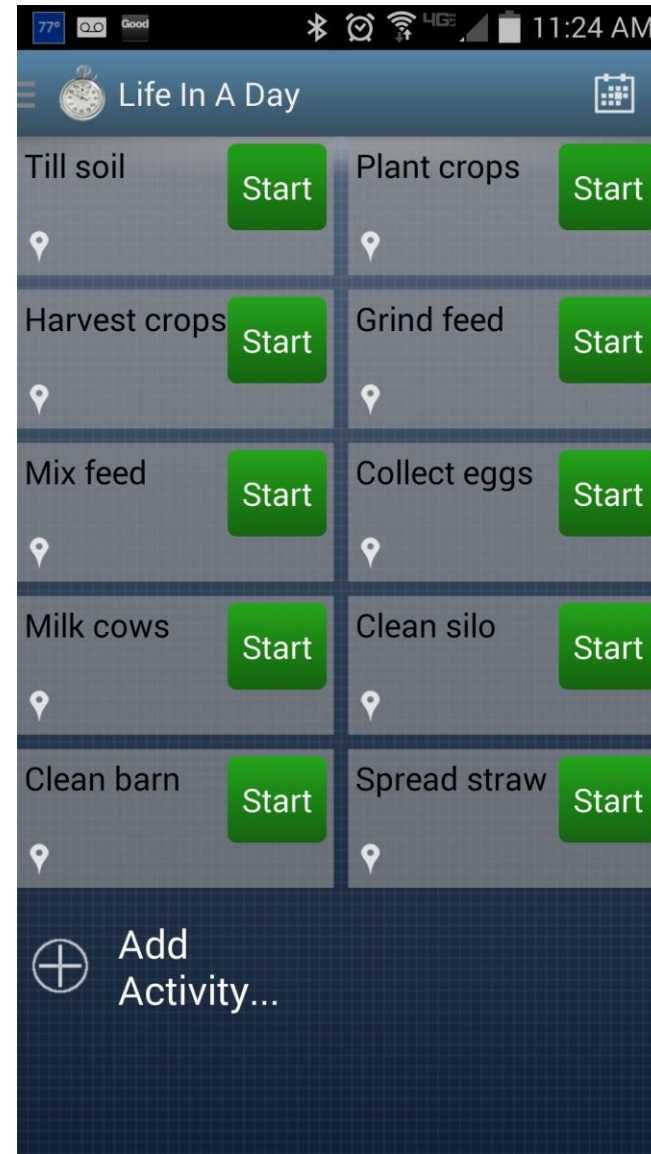 77° Good 4G 11:24 AM
Life In A Day
Till soil Start Plant crops Start
Harvest crops Start Grind feed Start
Mix feed Start Collect eggs Start
Milk cows Start Clean silo Start
Clean barn Start Spread straw Start
Add
Activity...